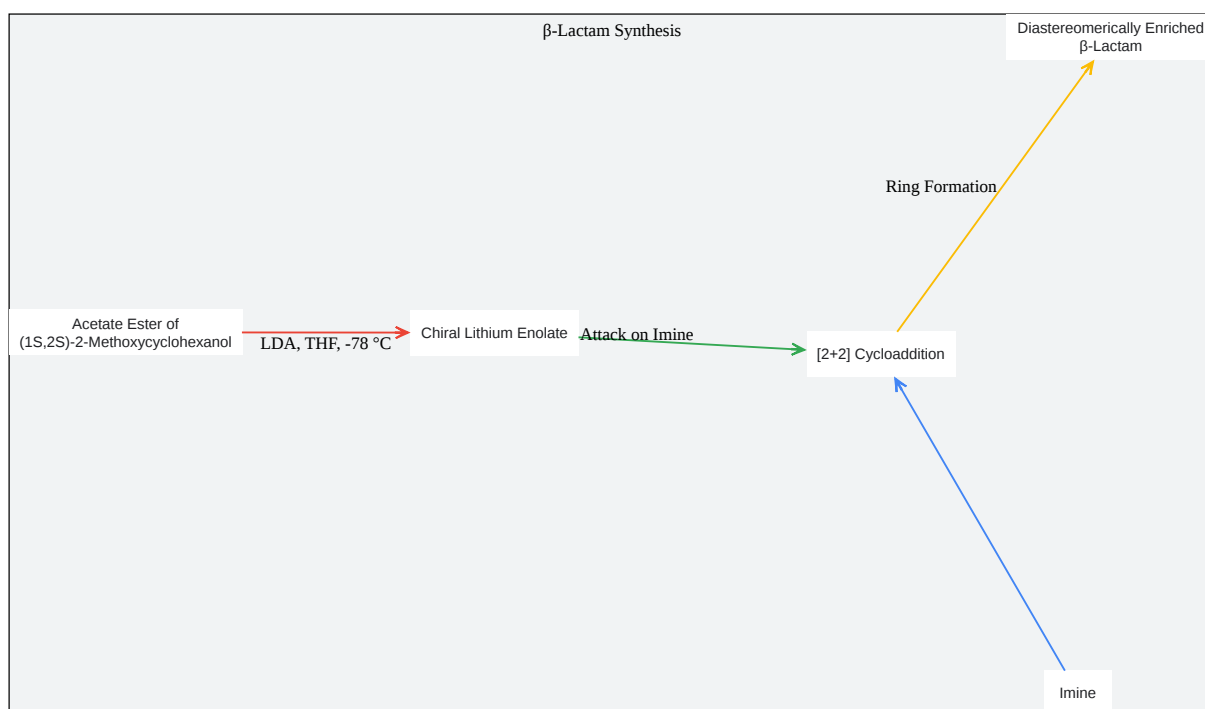 β-Lactam Synthesis
Diastereomerically Enriched
β-Lactam
Ring Formation
Acetate Ester of
(1S,2S)-2-Methoxycyclohexanol
LDA, THF, -78 °C
Chiral Lithium Enolate
Attack on Imine
[2+2] Cycloaddition
Imine